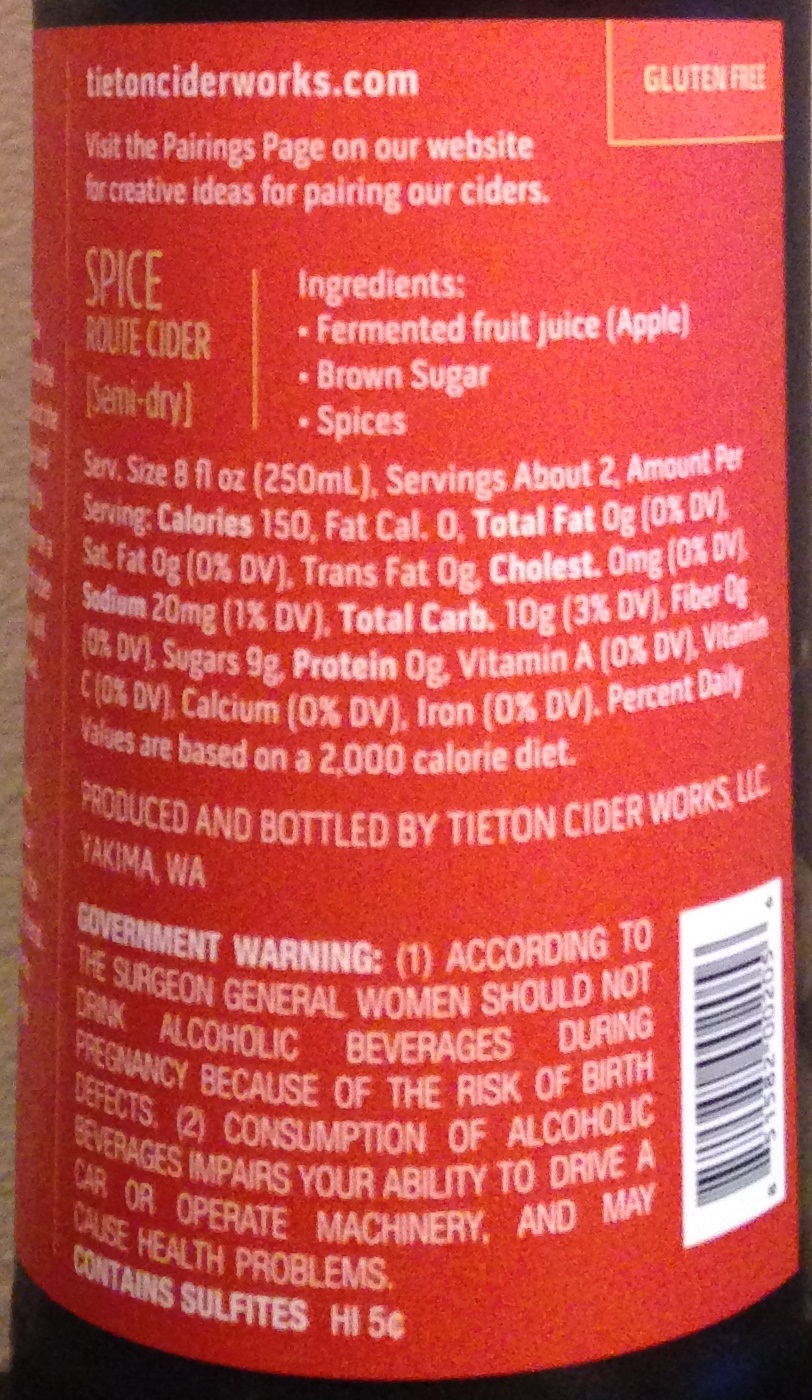 tietonciderworks.com
GLUTEN FREE
Visit the Pairings Page on our website
for creative ideas for pairing our ciders.
SPICE
ROUTE CIDER
[Semi-dry]
Ingredients:
• Fermented fruit juice (Apple)
• Brown Sugar
• Spices
Serv. Size 8 fl oz (250mL), Servings About 2, Amount Per
Serving: Calories 150, Fat Cal. 0, Total Fat 0g (0% DV),
Sat. Fat 0g (0% DV), Trans Fat 0g, Cholest. 0mg (0% DV),
Sodium 20mg (1% DV), Total Carb. 10g (3% DV), Fiber 0g
(0% DV), Sugars 9g, Protein 0g, Vitamin A (0% DV), Vitamin
C (0% DV), Calcium (0% DV), Iron (0% DV). Percent Daily
Values are based on a 2,000 calorie diet.
PRODUCED AND BOTTLED BY TIETON CIDER WORKS, LLC.
YAKIMA, WA
GOVERNMENT WARNING: (1) ACCORDING TO
THE SURGEON GENERAL WOMEN SHOULD NOT
DRINK ALCOHOLIC BEVERAGES DURING
PREGNANCY BECAUSE OF THE RISK OF BIRTH
DEFECTS. (2) CONSUMPTION OF ALCOHOLIC
BEVERAGES IMPAIRS YOUR ABILITY TO DRIVE A
CAR OR OPERATE MACHINERY, AND MAY
CAUSE HEALTH PROBLEMS.
CONTAINS SULFITES HI 5¢
8 51582 00205 6